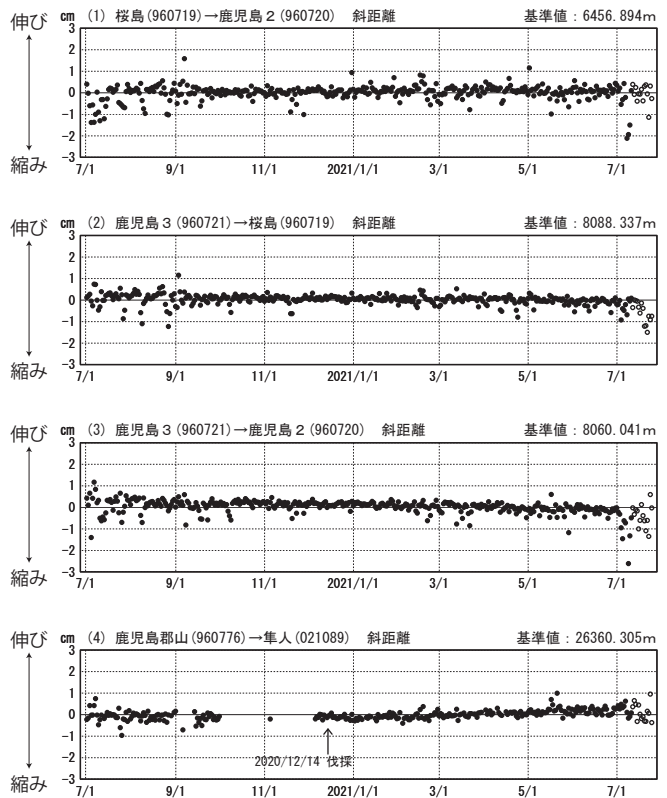 伸び cm (1) 桜島(960719)→鹿児島2(960720) 斜距離 基準値：6456.894m
3
2
1
0
-1
-2
縮み -3
7/1 9/1 11/1 2021/1/1 3/1 5/1 7/1
伸び cm (2) 鹿児島3(960721)→桜島(960719) 斜距離 基準値：8088.337m
3
2
1
0
-1
-2
縮み -3
7/1 9/1 11/1 2021/1/1 3/1 5/1 7/1
伸び cm (3) 鹿児島3(960721)→鹿児島2(960720) 斜距離 基準値：8060.041m
3
2
1
0
-1
-2
縮み -3
7/1 9/1 11/1 2021/1/1 3/1 5/1 7/1
伸び cm (4) 鹿児島郡山(960776)→隼人(021089) 斜距離 基準値：26360.305m
3
2
1
0
-1
-2
2020/12/14 伐採
縮み -3
7/1 9/1 11/1 2021/1/1 3/1 5/1 7/1